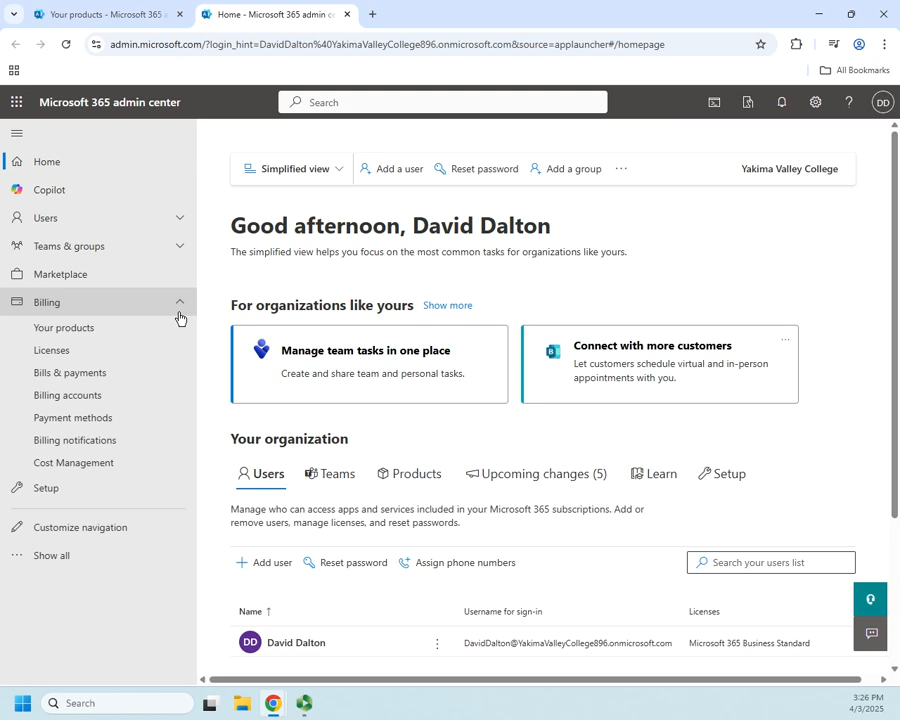 Your products - Microsoft 365 a
Home - Microsoft 365 admin ce
admin.microsoft.com/?login_hint=DavidDalton%40YakimaValleyCollege896.onmicrosoft.com&source=applauncher#/homepage
All Bookmarks
Microsoft 365 admin center
Search
DD
Home
Copilot
Users
Teams & groups
Marketplace
Billing
Your products
Licenses
Bills & payments
Billing accounts
Payment methods
Billing notifications
Cost Management
Setup
Customize navigation
Show all
Simplified view
Add a user
Reset password
Add a group
Yakima Valley College
Good afternoon, David Dalton
The simplified view helps you focus on the most common tasks for organizations like yours.
For organizations like yours Show more
Manage team tasks in one place
Create and share team and personal tasks.
Connect with more customers
Let customers schedule virtual and in-person
appointments with you.
Your organization
Users
Teams
Products
Upcoming changes (5)
Learn
Setup
Manage who can access apps and services included in your Microsoft 365 subscriptions. Add or
remove users, manage licenses, and reset passwords.
Add user
Reset password
Assign phone numbers
Search your users list
Name ↑
Username for sign-in
Licenses
DD
David Dalton
DavidDalton@YakimaValleyCollege896.onmicrosoft.com
Microsoft 365 Business Standard
Search
3:26 PM
4/3/2025